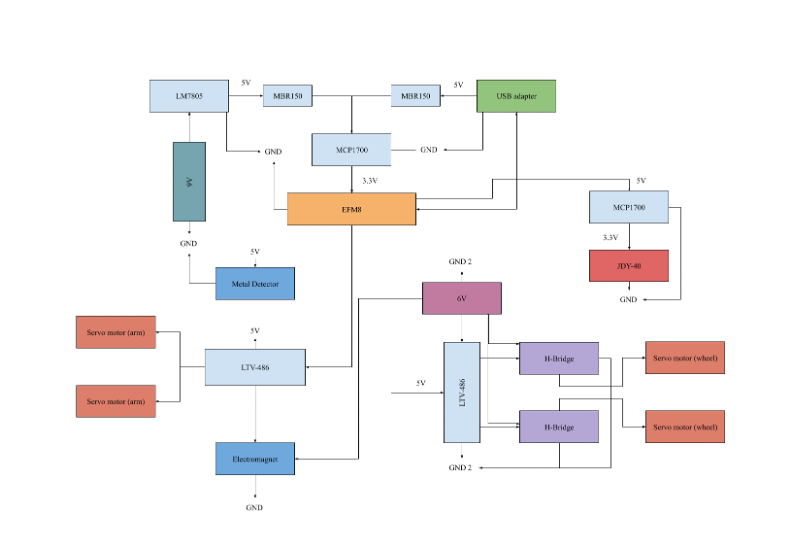 5V
5V
LM7805
MBR150
MBR150
USB adapter
GND
MCP1700
GND
9V
3.3V
5V
EFM8
MCP1700
GND
3.3V
5V
GND 2
JDY-40
Metal Detector
6V
GND
Servo motor (arm)
5V
H-Bridge
Servo motor (wheel)
LTV-486
5V
LTV-486
Servo motor (arm)
H-Bridge
Servo motor (wheel)
Electromagnet
GND 2
GND